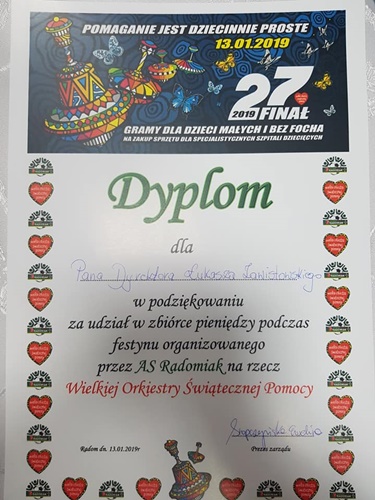 POMAGANIE JEST DZIECINNIE PROSTE
13.01.2019
27
2019 FINAŁ
GRAMY DLA DZIECI MAŁYCH I BEZ FOCHA
NA ZAKUP SPRZĘTU DLA SPECJALISTYCZNYCH SZPITALI DZIECIĘCYCH
Dyplom
dla
Pana Dyrektora Łukasza Zawistowskiego
w podziękowaniu
za udział w zbiórce pieniędzy podczas
festynu organizowanego
przez AS Radomiak na rzecz
Wielkiej Orkiestry Świątecznej Pomocy
Radom dn. 13.01.2019r
Prezes zarządu